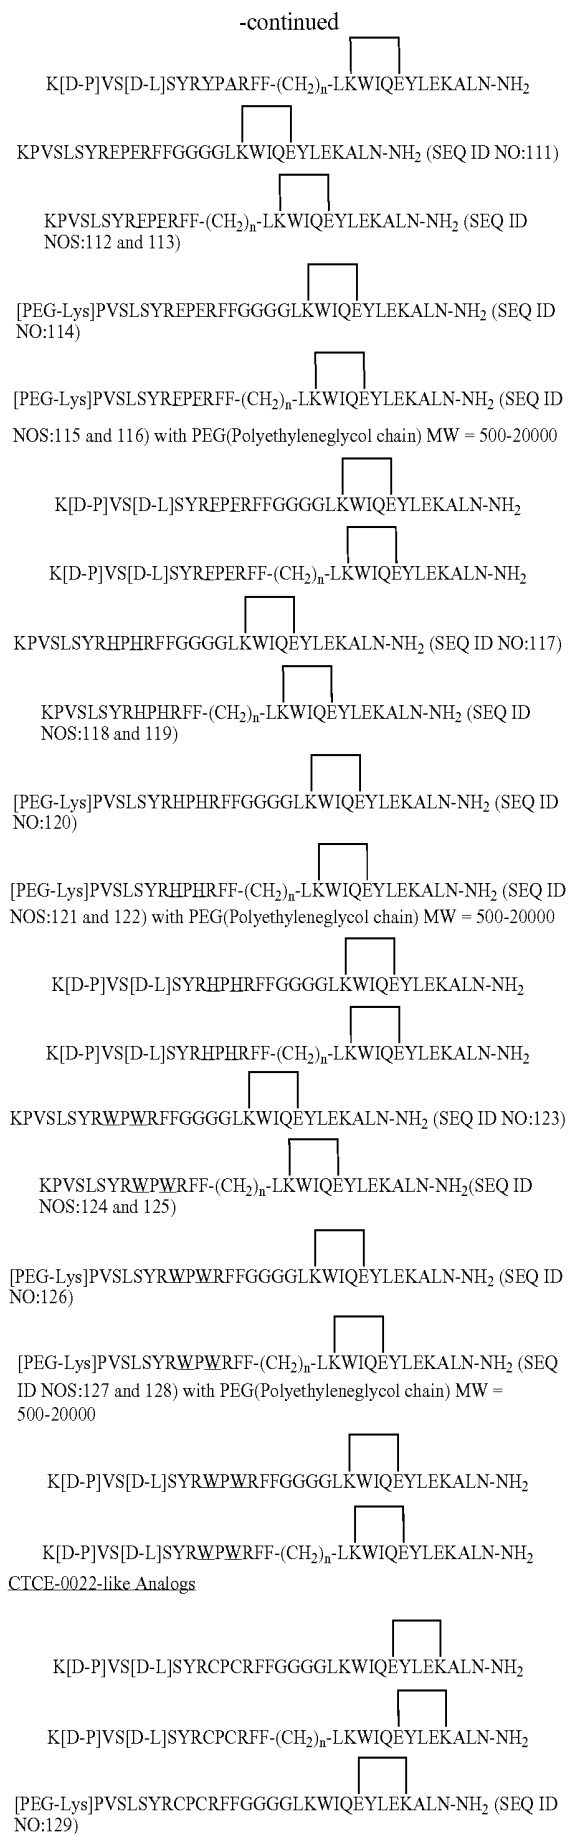 -continued
K[D-P]VS[D-L]SYRYPARFF-(CH2)n-LKWIQEYLEKALN-NH2
KPVSLSYRFPFRFFGGGGLKWIQEYLEKALN-NH2 (SEQ ID NO:111)
KPVSLSYRFPFRFF-(CH2)n-LKWIQEYLEKALN-NH2 (SEQ ID
NOS:112 and 113)
[PEG-Lys]PVSLSYRFPFRFFGGGGLKWIQEYLEKALN-NH2 (SEQ ID
NO:114)
[PEG-Lys]PVSLSYRFPFRFF-(CH2)n-LKWIQEYLEKALN-NH2 (SEQ ID
NOS:115 and 116) with PEG(Polyethyleneglycol chain) MW = 500-20000
K[D-P]VS[D-L]SYRFPFRFFGGGGLKWIQEYLEKALN-NH2
K[D-P]VS[D-L]SYRFPFRFF-(CH2)n-LKWIQEYLEKALN-NH2
KPVSLSYRHPHRFFGGGGLKWIQEYLEKALN-NH2 (SEQ ID NO:117)
KPVSLSYRHPHRFF-(CH2)n-LKWIQEYLEKALN-NH2 (SEQ ID
NOS:118 and 119)
[PEG-Lys]PVSLSYRHPHRFFGGGGLKWIQEYLEKALN-NH2 (SEQ ID
NO:120)
[PEG-Lys]PVSLSYRHPHRFF-(CH2)n-LKWIQEYLEKALN-NH2 (SEQ ID
NOS:121 and 122) with PEG(Polyethyleneglycol chain) MW = 500-20000
K[D-P]VS[D-L]SYRHPHRFFGGGGLKWIQEYLEKALN-NH2
K[D-P]VS[D-L]SYRHPHRFF-(CH2)n-LKWIQEYLEKALN-NH2
KPVSLSYRWPWRFFGGGGLKWIQEYLEKALN-NH2 (SEQ ID NO:123)
KPVSLSYRWPWRFF-(CH2)n-LKWIQEYLEKALN-NH2(SEQ ID
NOS:124 and 125)
[PEG-Lys]PVSLSYRWPWRFFGGGGLKWIQEYLEKALN-NH2 (SEQ ID
NO:126)
[PEG-Lys]PVSLSYRWPWRFF-(CH2)n-LKWIQEYLEKALN-NH2 (SEQ
ID NOS:127 and 128) with PEG(Polyethyleneglycol chain) MW =
500-20000
K[D-P]VS[D-L]SYRWPWRFFGGGGLKWIQEYLEKALN-NH2
K[D-P]VS[D-L]SYRWPWRFF-(CH2)n-LKWIQEYLEKALN-NH2
CTCE-0022-like Analogs
K[D-P]VS[D-L]SYRCPCRFFGGGGLKWIQEYLEKALN-NH2
K[D-P]VS[D-L]SYRCPCRFF-(CH2)n-LKWIQEYLEKALN-NH2
[PEG-Lys]PVSLSYRCPCRFFGGGGLKWIQEYLEKALN-NH2 (SEQ ID
NO:129)